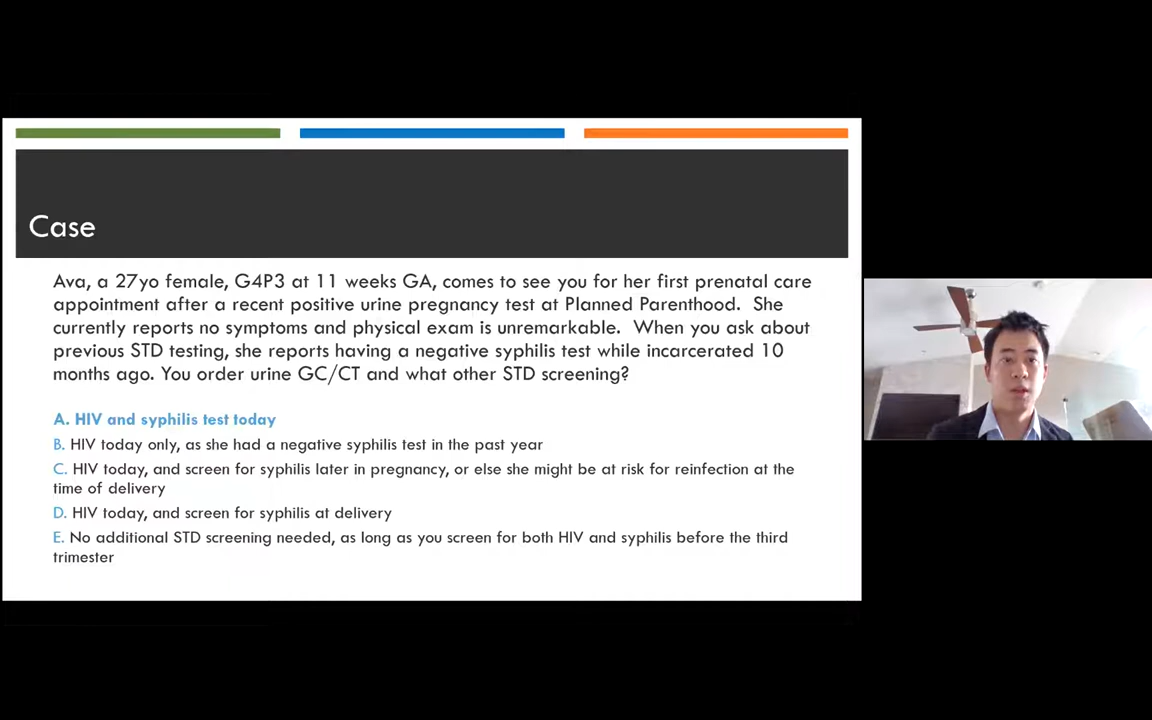 Case
Ava, a 27yo female, G4P3 at 11 weeks GA, comes to see you for her first prenatal care
appointment after a recent positive urine pregnancy test at Planned Parenthood.  She
currently reports no symptoms and physical exam is unremarkable.  When you ask about
previous STD testing, she reports having a negative syphilis test while incarcerated 10
months ago. You order urine GC/CT and what other STD screening?
A. HIV and syphilis test today
B. HIV today only, as she had a negative syphilis test in the past year
C. HIV today, and screen for syphilis later in pregnancy, or else she might be at risk for reinfection at the
time of delivery
D. HIV today, and screen for syphilis at delivery
E. No additional STD screening needed, as long as you screen for both HIV and syphilis before the third
trimester